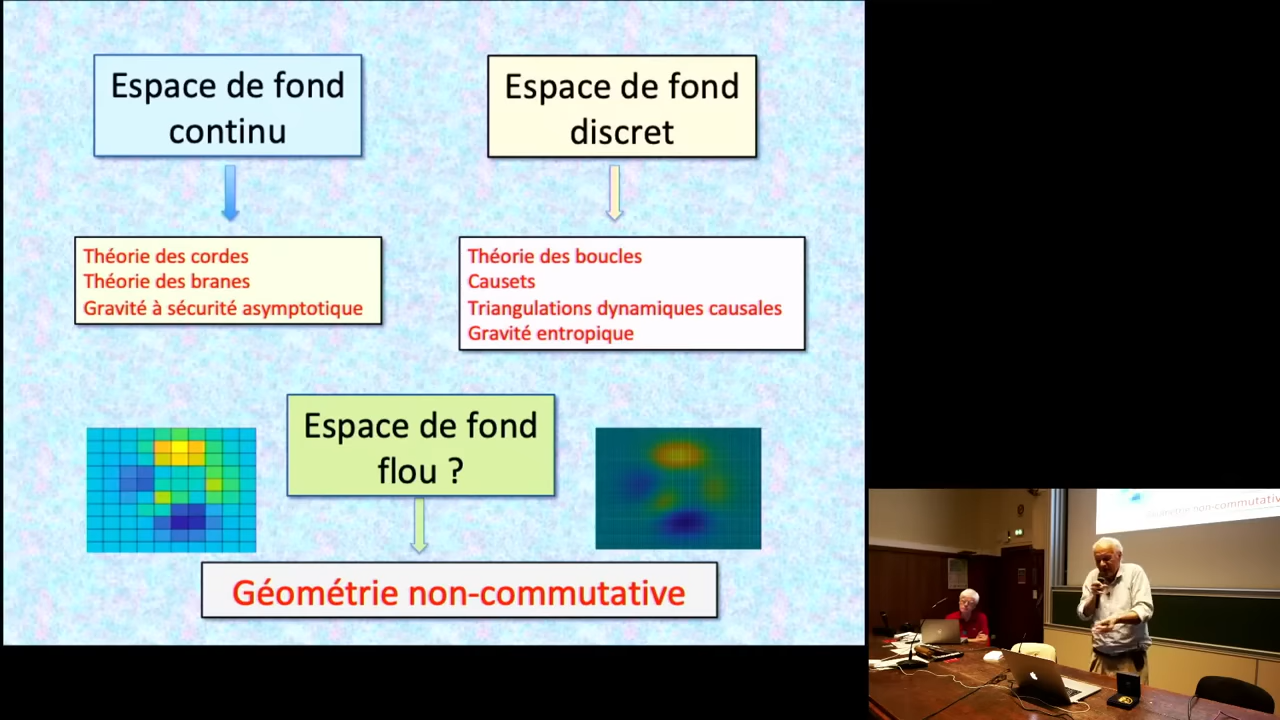 Espace de fond
continu
Espace de fond
discret
Théorie des cordes
Théorie des branes
Gravité à sécurité asymptotique
Théorie des boucles
Causets
Triangulations dynamiques causales
Gravité entropique
Espace de fond
flou ?
Géométrie non-commutative